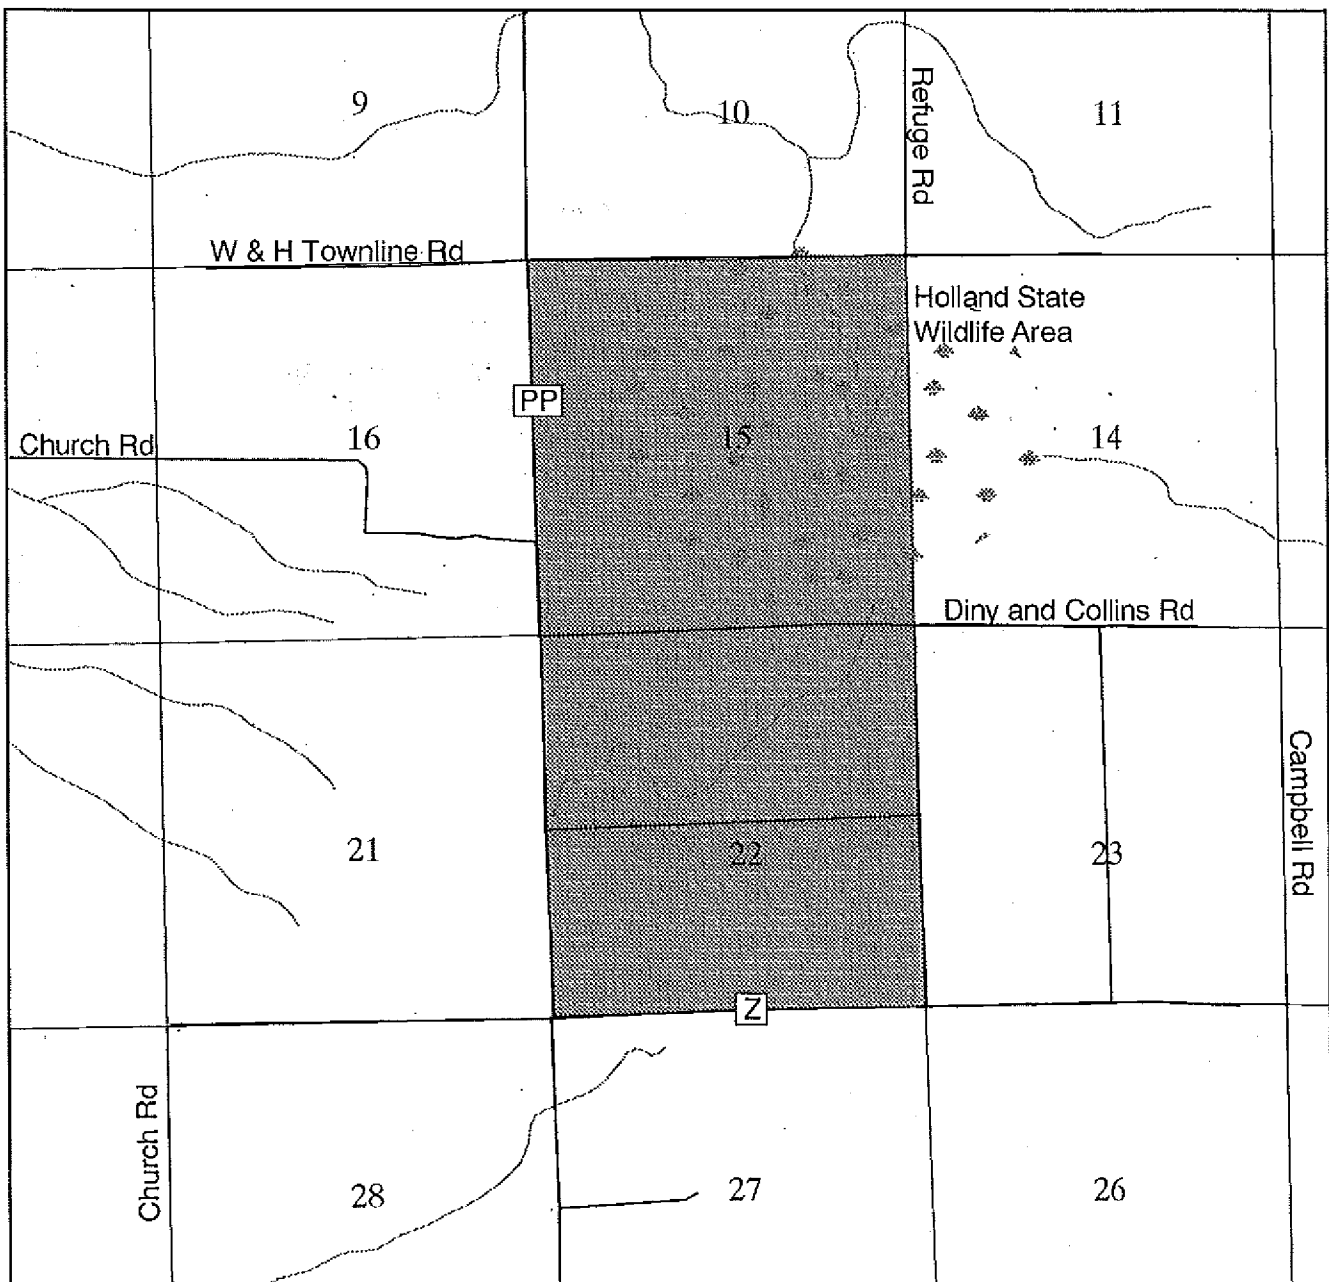 9
10
11
Refuge Rd
W & H Townline Rd
Holland State
Wildlife Area
PP
Church Rd
16
15
14
Diny and Collins Rd
21
22
23
Campbell Rd
Z
Church Rd
28
27
26